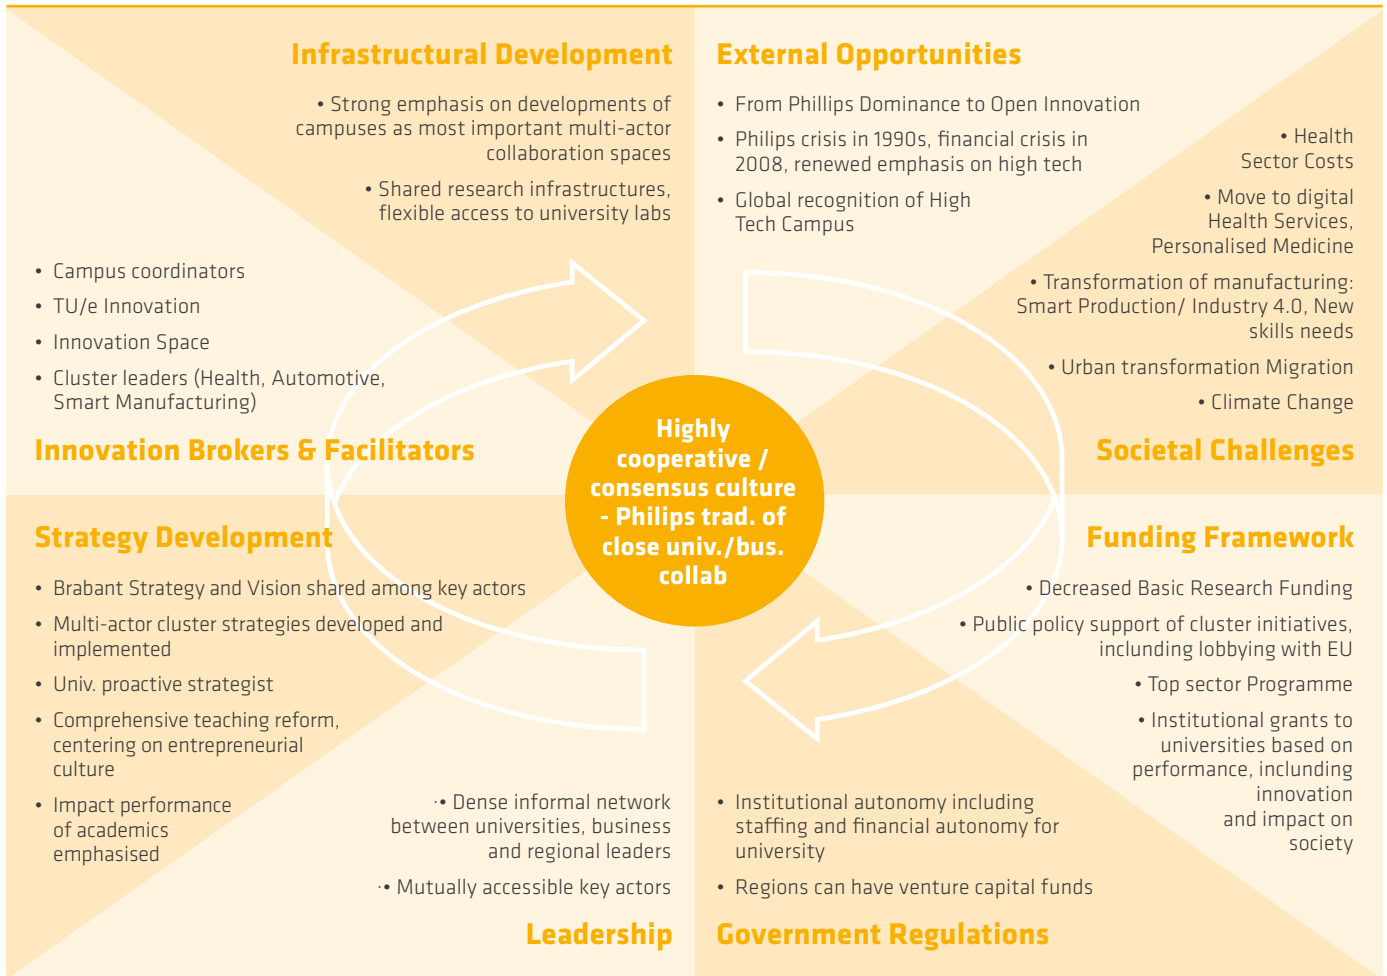 Infrastructural Development
• Strong emphasis on developments of
campuses as most important multi-actor
collaboration spaces
• Shared research infrastructures,
flexible access to university labs
External Opportunities
• From Phillips Dominance to Open Innovation
• Philips crisis in 1990s, financial crisis in
2008, renewed emphasis on high tech
• Global recognition of High
Tech Campus
• Health
Sector Costs
• Move to digital
Health Services,
Personalised Medicine
• Transformation of manufacturing:
Smart Production/ Industry 4.0, New
skills needs
• Urban transformation Migration
• Climate Change
Societal Challenges
• Campus coordinators
• TU/e Innovation
• Innovation Space
• Cluster leaders (Health, Automotive,
Smart Manufacturing)
Innovation Brokers & Facilitators
Highly
cooperative /
consensus culture
- Philips trad. of
close univ./bus.
collab
Strategy Development
• Brabant Strategy and Vision shared among key actors
• Multi-actor cluster strategies developed and
implemented
• Univ. proactive strategist
• Comprehensive teaching reform,
centering on entrepreneurial
culture
• Impact performance
of academics
emphasised
·• Dense informal network
between universities, business
and regional leaders
·• Mutually accessible key actors
Leadership
• Institutional autonomy including
staffing and financial autonomy for
university
• Regions can have venture capital funds
Government Regulations
Funding Framework
• Decreased Basic Research Funding
• Public policy support of cluster initiatives,
inclunding lobbying with EU
• Top sector Programme
• Institutional grants to
universities based on
performance, inclunding
innovation
and impact on
society